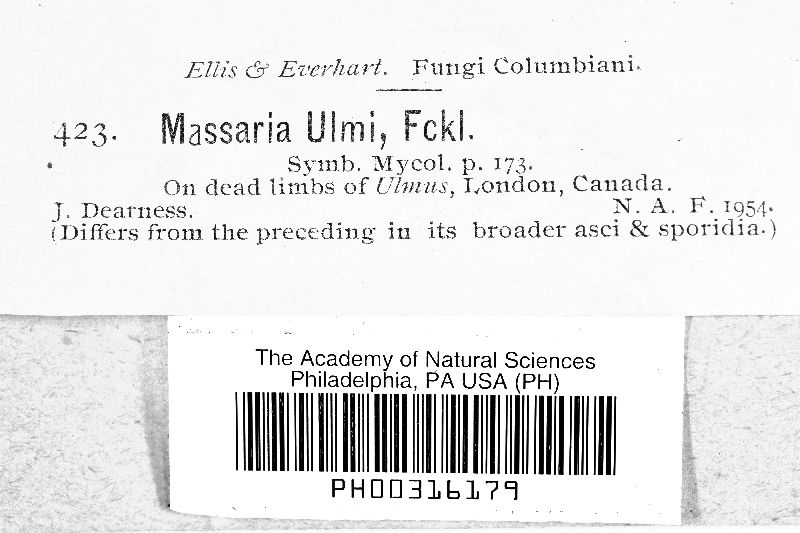 Ellis & Everhart. Fungi Columbiani.
423. Massaria Ulmi, Fckl.
Symb. Mycol. p. 173.
On dead limbs of Ulmus, London, Canada.
J. Dearness. N. A. F. 1954.
(Differs from the preceding in its broader asci & sporidia.)
The Academy of Natural Sciences
Philadelphia, PA USA (PH)
PH00316179